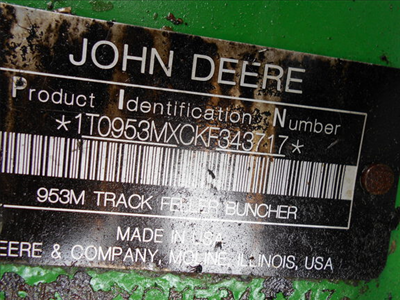 JOHN DEERE
Product Identification Number
*1T0953MXCKF343717*
953M TRACK FELLER BUNCHER
MADE IN USA
DEERE & COMPANY, MOLINE, ILLINOIS, USA